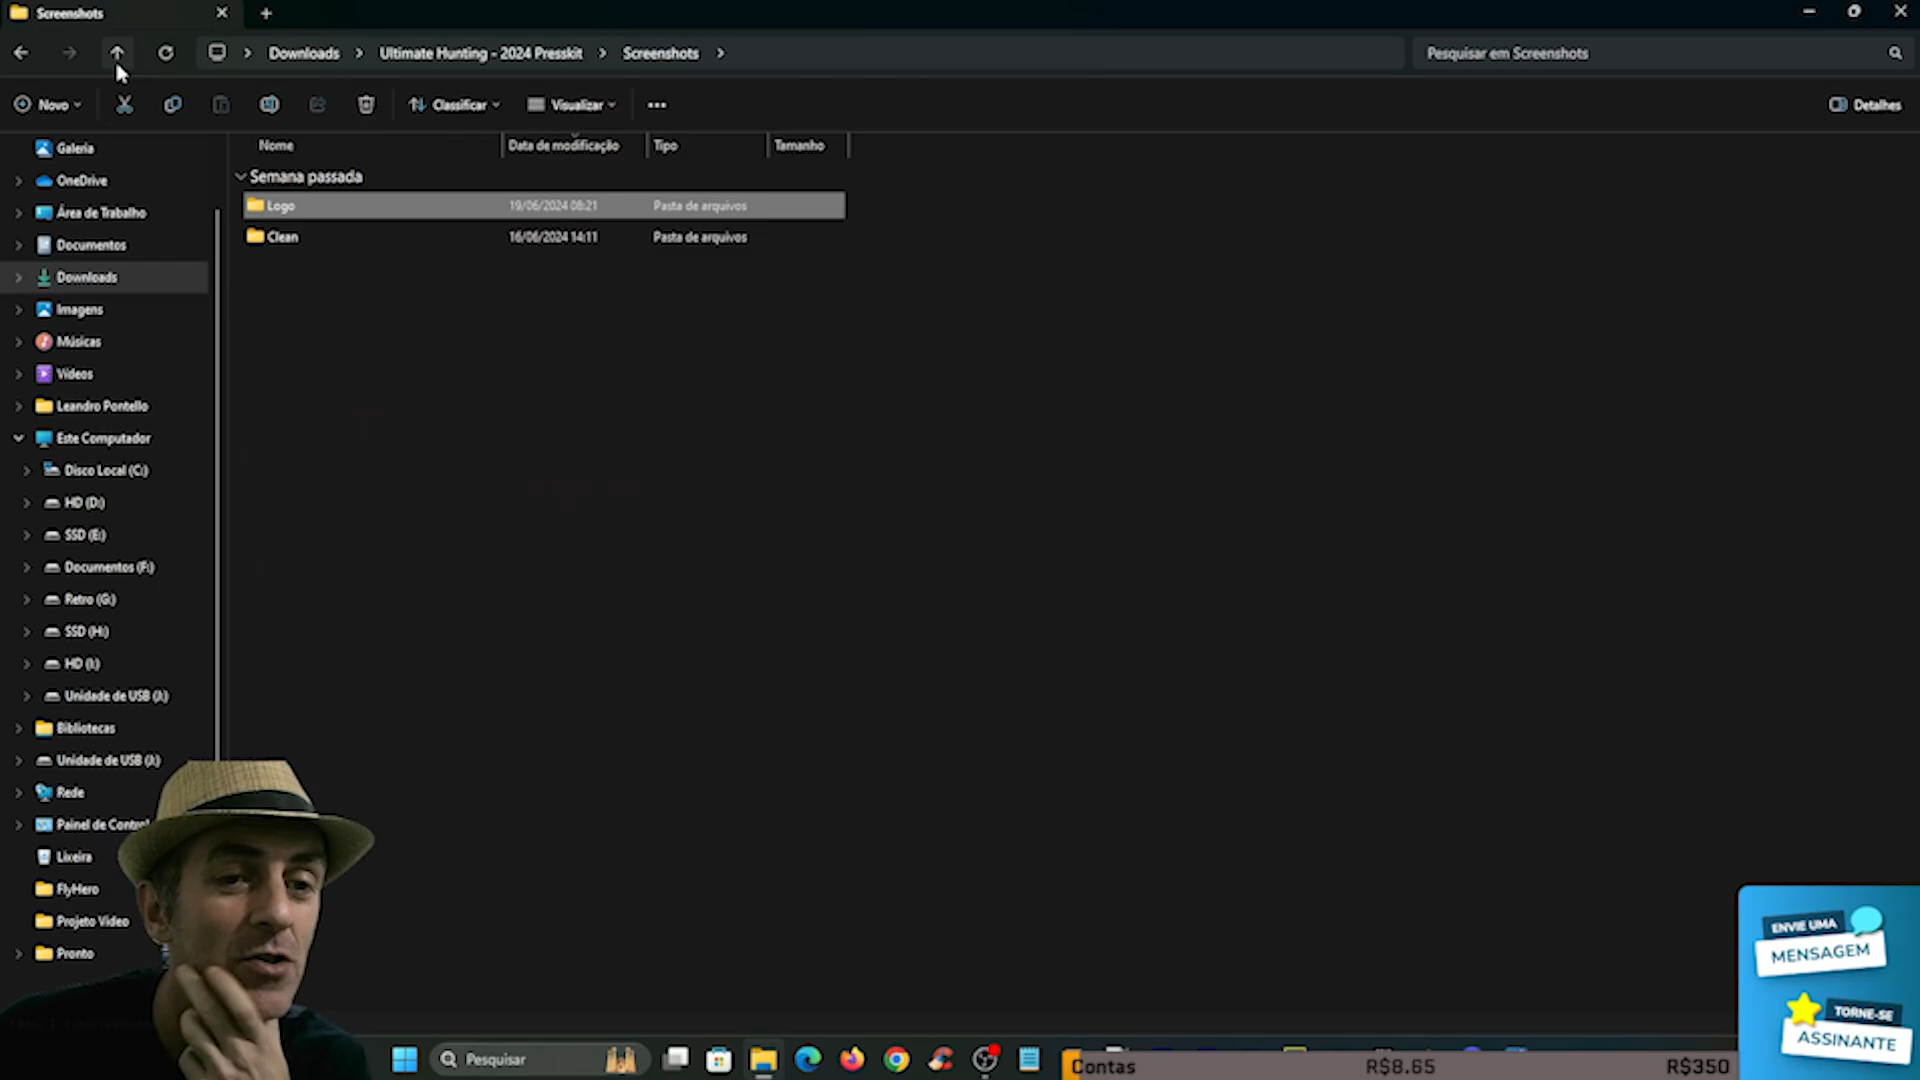 Screenshots
Downloads > Ultimate Hunting - 2024 Presskit > Screenshots >
Pesquisar em Screenshots
Novo
Classificar
Visualizar
Detalhes
Nome
Data de modificação
Tipo
Tamanho
Semana passada
Logo 19/06/2024 08:21 Pasta de arquivos
Clean 16/06/2024 14:11 Pasta de arquivos
Galeria
OneDrive
Área de Trabalho
Documentos
Downloads
Imagens
Músicas
Vídeos
Leandro Pontello
Este Computador
Disco Local (C:)
HD (D:)
SSD (E:)
Documentos (F:)
Retro (G:)
SSD (H:)
HD (I:)
Unidade de USB (J:)
Bibliotecas
Unidade de USB (J:)
Rede
Painel de Control
Lixeira
FlyHero
Projeto Video
Pronto
ENVIE UMA
MENSAGEM
TORNE-SE
ASSINANTE
Pesquisar
Contas R$8.65 R$350